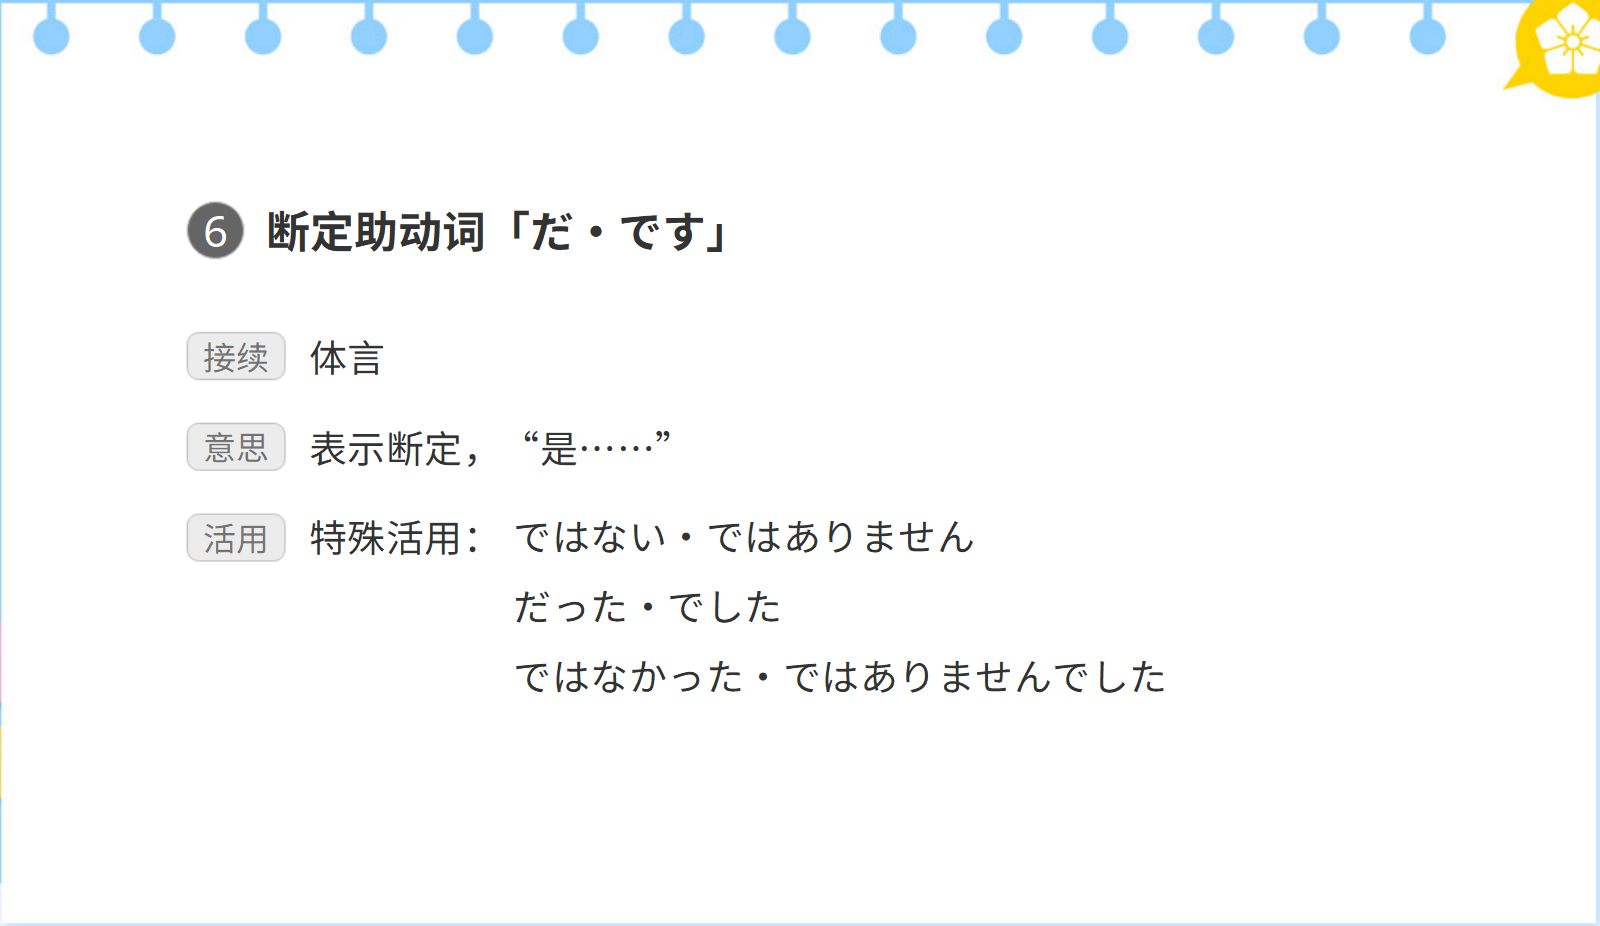 6 断定助动词「だ・です」
接续 体言
意思 表示断定，“是……”
活用 特殊活用：ではない・ではありません
だった・でした
ではなかった・ではありませんでした